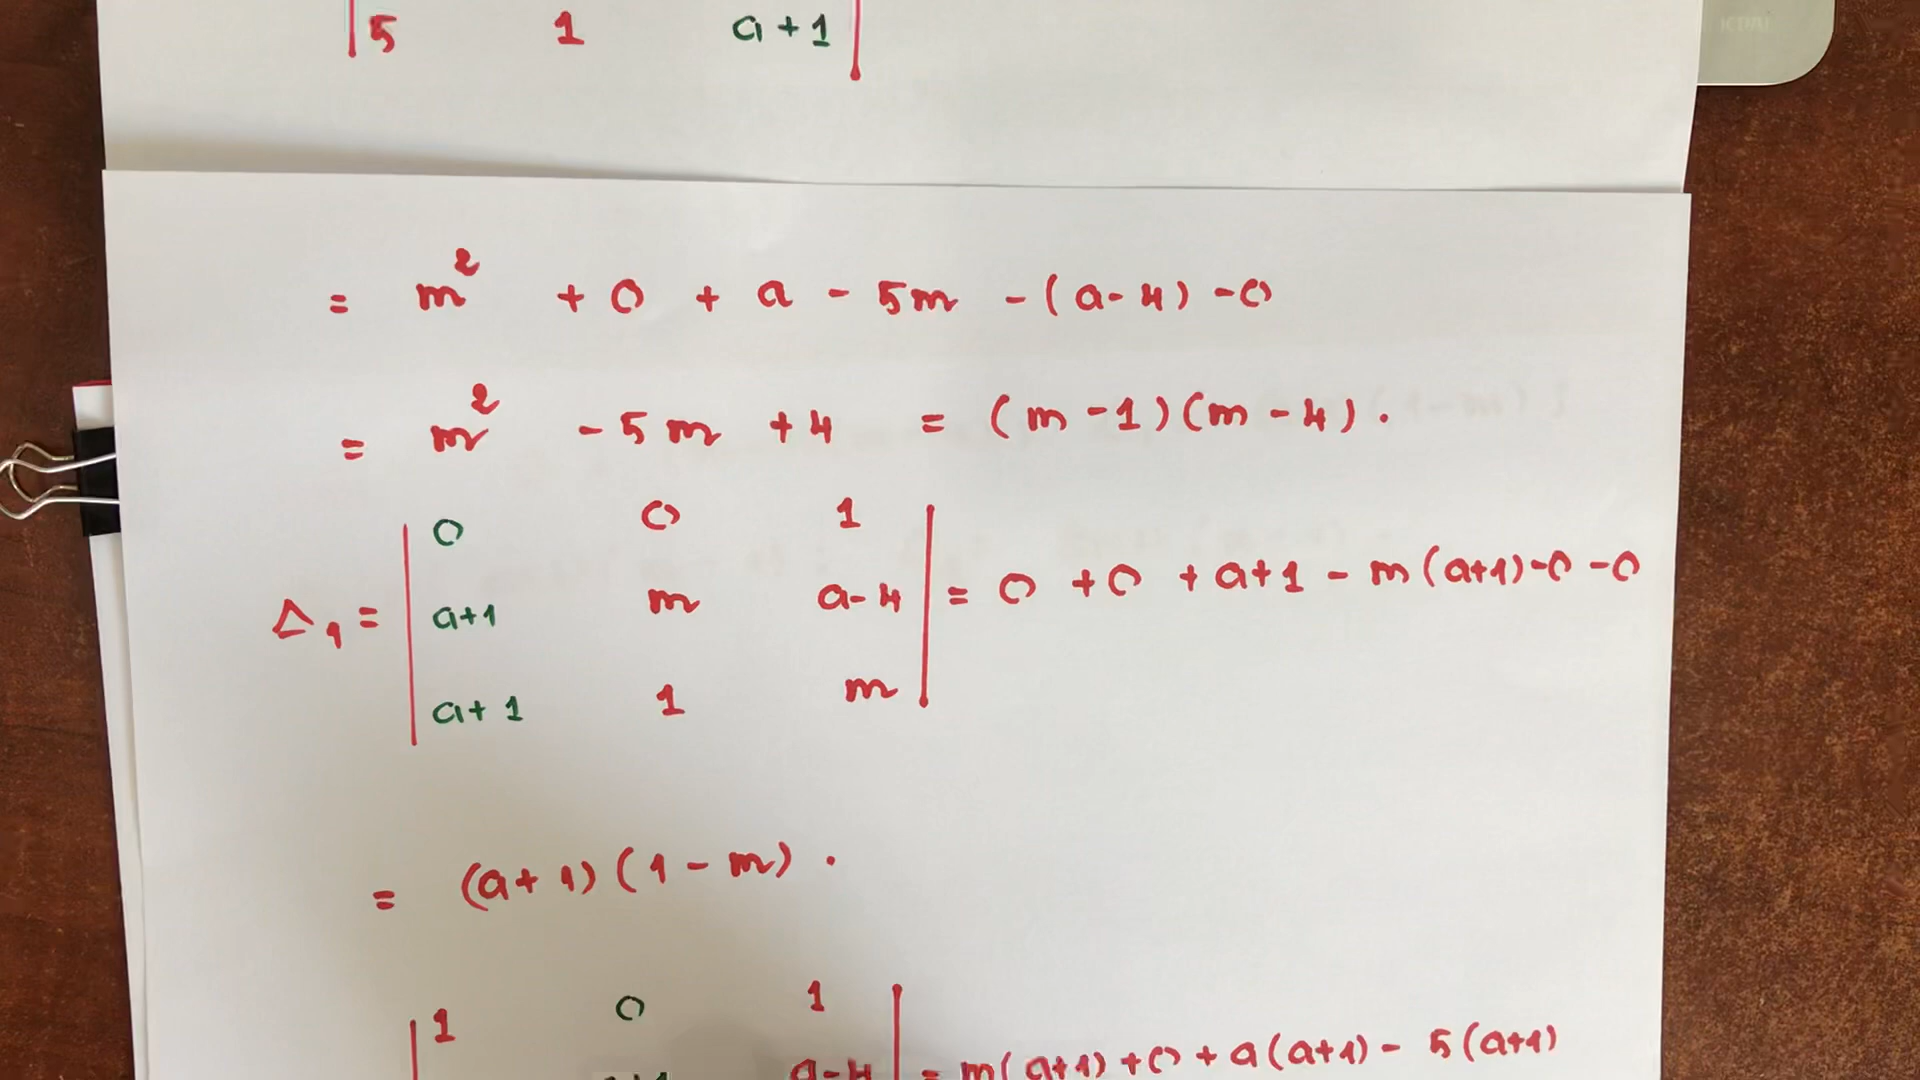 5 1 a+1
= m² + 0 + a - 5m - (a-4) - 0
= m² - 5m + 4 = (m-1)(m-4).
0 0 1
Δ₁ = a+1 m a-4 = 0 + 0 + a+1 - m(a+1) - 0 - 0
a+1 1 m
= (a+1)(1-m).
1 0 1
a-4 = m(a+1) + 0 + a(a+1) - 5(a+1)